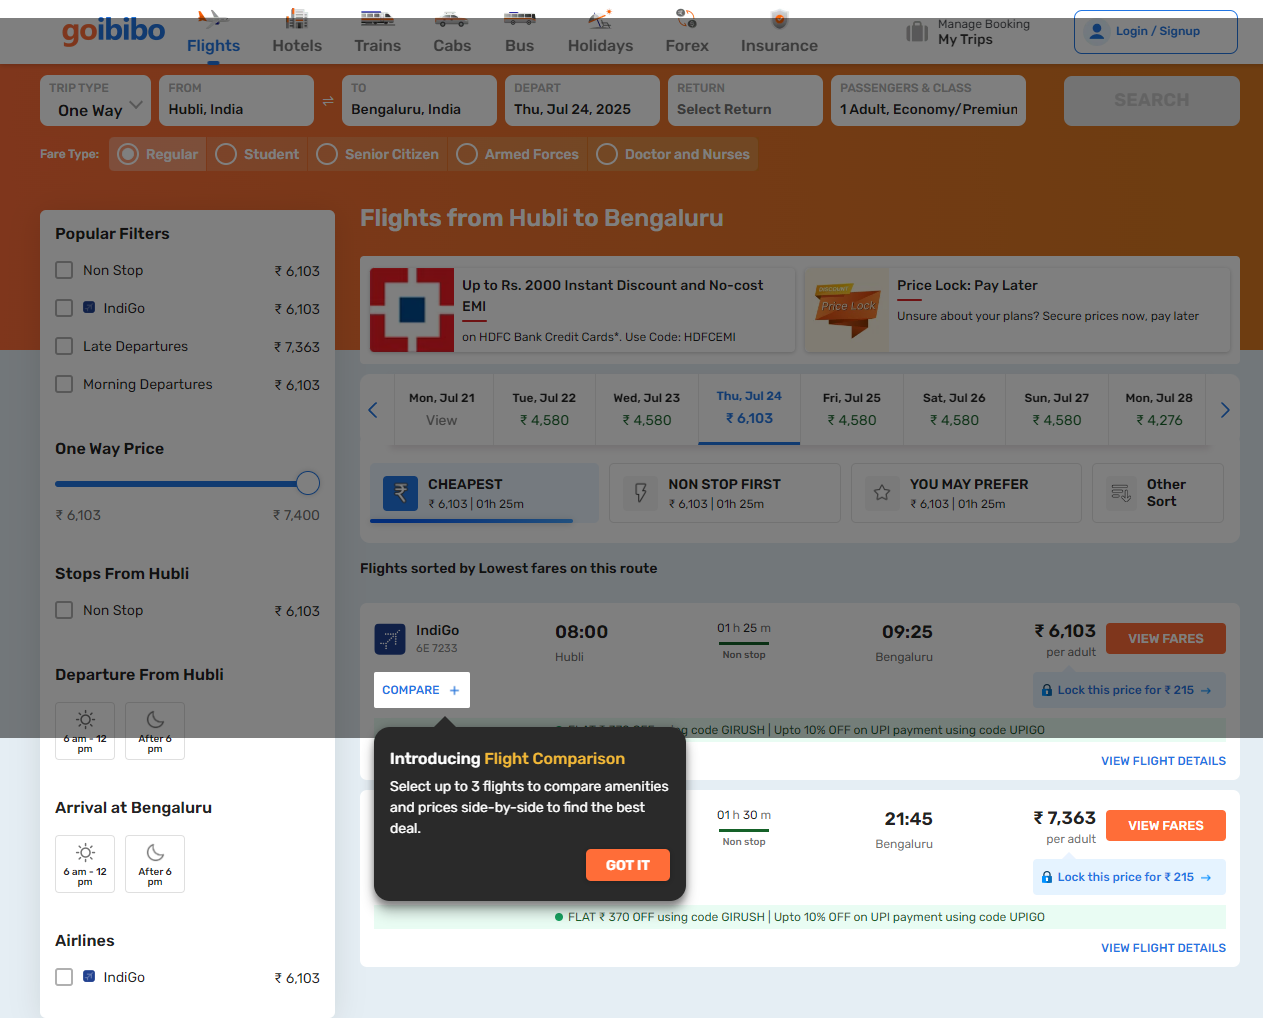 goibibo
Flights
Hotels
Trains
Cabs
Bus
Holidays
Forex
Insurance
Manage Booking
My Trips
Login / Signup
TRIP TYPE
One Way
FROM
Hubli, India
TO
Bengaluru, India
DEPART
Thu, Jul 24, 2025
RETURN
Select Return
PASSENGERS & CLASS
1 Adult, Economy/Premiun
SEARCH
Fare Type:
Regular
Student
Senior Citizen
Armed Forces
Doctor and Nurses
Popular Filters
Non Stop ₹ 6,103
IndiGo ₹ 6,103
Late Departures ₹ 7,363
Morning Departures ₹ 6,103
One Way Price
₹ 6,103 ₹ 7,400
Stops From Hubli
Non Stop ₹ 6,103
Departure From Hubli
6 am - 12
pm
After 6
pm
Arrival at Bengaluru
6 am - 12
pm
After 6
pm
Airlines
IndiGo ₹ 6,103
Flights from Hubli to Bengaluru
Up to Rs. 2000 Instant Discount and No-cost
EMI
on HDFC Bank Credit Cards*. Use Code: HDFCEMI
DISCOUNT
Price Lock
Price Lock: Pay Later
Unsure about your plans? Secure prices now, pay later
Mon, Jul 21
View
Tue, Jul 22
₹ 4,580
Wed, Jul 23
₹ 4,580
Thu, Jul 24
₹ 6,103
Fri, Jul 25
₹ 4,580
Sat, Jul 26
₹ 4,580
Sun, Jul 27
₹ 4,580
Mon, Jul 28
₹ 4,276
₹
CHEAPEST
₹ 6,103 | 01h 25m
NON STOP FIRST
₹ 6,103 | 01h 25m
YOU MAY PREFER
₹ 6,103 | 01h 25m
Other
Sort
Flights sorted by Lowest fares on this route
IndiGo
6E 7233
08:00
Hubli
01 h 25 m
Non stop
09:25
Bengaluru
₹ 6,103
per adult
VIEW FARES
COMPARE +
Lock this price for ₹ 215 →
using code GIRUSH | Upto 10% OFF on UPI payment using code UPIGO
VIEW FLIGHT DETAILS
Introducing Flight Comparison
Select up to 3 flights to compare amenities
and prices side-by-side to find the best
deal.
GOT IT
01 h 30 m
Non stop
21:45
Bengaluru
₹ 7,363
per adult
VIEW FARES
Lock this price for ₹ 215 →
FLAT ₹ 370 OFF using code GIRUSH | Upto 10% OFF on UPI payment using code UPIGO
VIEW FLIGHT DETAILS